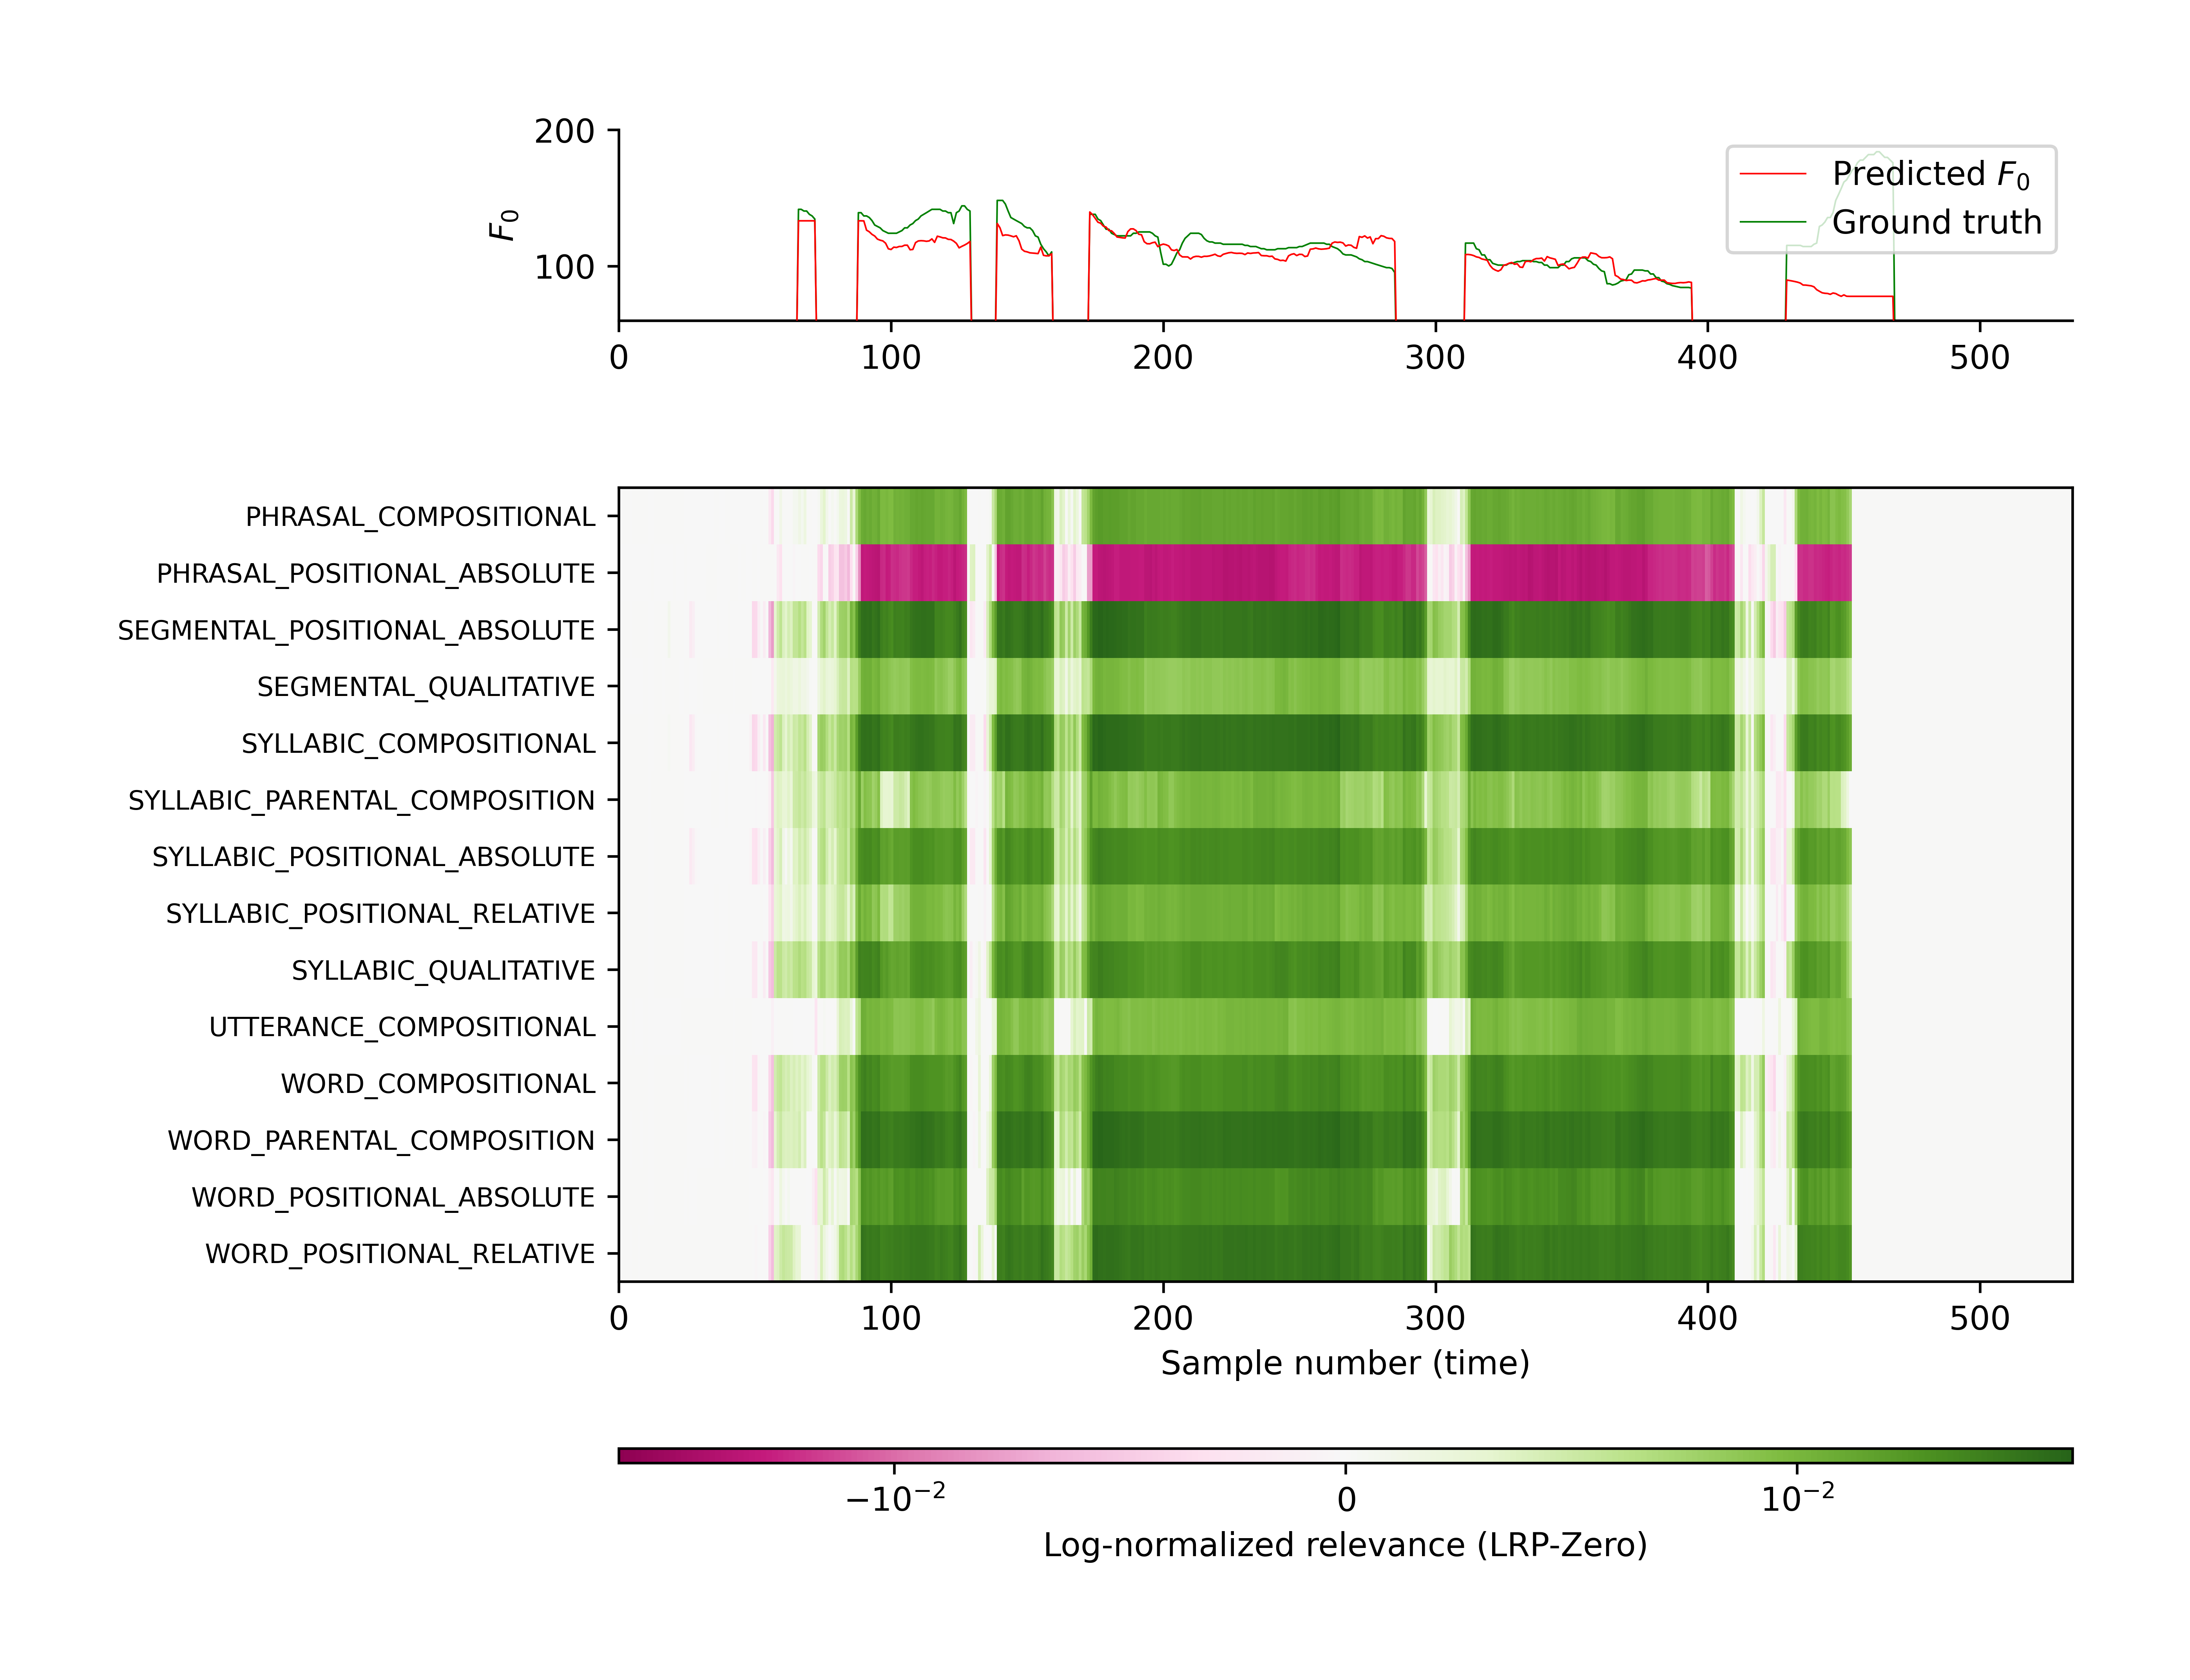 200
100
F₀
Predicted F₀
Ground truth
0 100 200 300 400 500
PHRASAL_COMPOSITIONAL
PHRASAL_POSITIONAL_ABSOLUTE
SEGMENTAL_POSITIONAL_ABSOLUTE
SEGMENTAL_QUALITATIVE
SYLLABIC_COMPOSITIONAL
SYLLABIC_PARENTAL_COMPOSITION
SYLLABIC_POSITIONAL_ABSOLUTE
SYLLABIC_POSITIONAL_RELATIVE
SYLLABIC_QUALITATIVE
UTTERANCE_COMPOSITIONAL
WORD_COMPOSITIONAL
WORD_PARENTAL_COMPOSITION
WORD_POSITIONAL_ABSOLUTE
WORD_POSITIONAL_RELATIVE
0 100 200 300 400 500
Sample number (time)
−10⁻² 0 10⁻²
Log-normalized relevance (LRP-Zero)